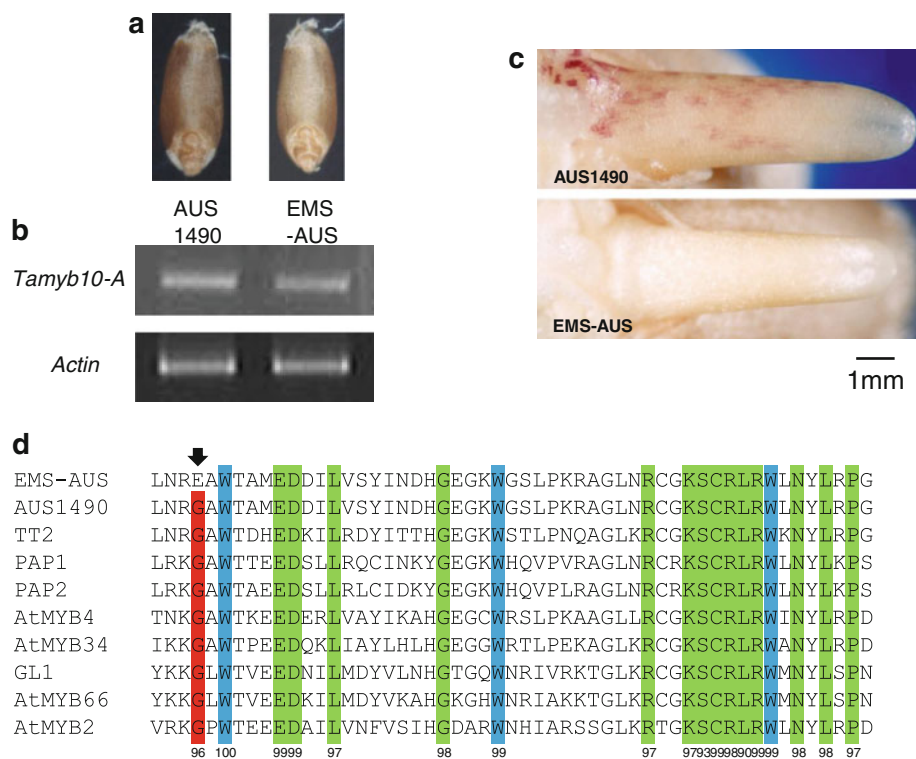 a
AUS
1490
EMS
-AUS
b
Tamyb10-A
Actin
c
AUS1490
EMS-AUS
1mm
d
EMS-AUS LNREAWTAMEDDILVSYINDHGEGKWGSLPKRAGLNRCGKSCRLRWLNYLRPG
AUS1490 LNRGAWTAMEDDILVSYINDHGEGKWGSLPKRAGLNRCGKSCRLRWLNYLRPG
TT2 LNRGAWTDHEDKILRDYITTHGEGKWSTLPNQAGLKRCGKSCRLRWKNYLRPG
PAP1 LRKGAWTTEEDSLLRQCINKYGEGKWHQVPVRAGLNRCRKSCRLRWLNYLKPS
PAP2 LRKGAWTAEEDSLLRLCIDKYGEGKWHQVPLRAGLNRCRKSCRLRWLNYLKPS
AtMYB4 TNKGAWTKEEDERLVAYIKAHGEGCWRSLPKAAGLLRCGKSCRLRWINYLRPD
AtMYB34 IKKGAWTPEEDQKLIAYLHLHGEGGWRTLPEKAGLKRCGKSCRLRWANYLRPD
GL1 YKKGLWTVEEDNILMDYVLNHGTGQWNRIVRKTGLKRCGKSCRLRWMNYLSPN
AtMYB66 YKKGLWTVEEDKILMDYVKAHGKGHWNRIAKKTGLKRCGKSCRLRWMNYLSPN
AtMYB2 VRKGPWTEEEDAILVNFVSIHGDARWNHIARSSGLKRTGKSCRLRWLNYLRPD
96 100 9999 97 98 99 97 97939998909999 98 98 97